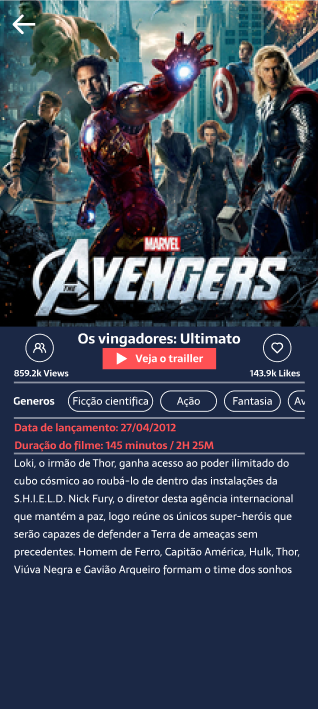 MARVEL
THE AVENGERS
Os vingadores: Ultimato
Veja o trailler
859.2k Views
143.9k Likes
Generos Ficção cientifica Ação Fantasia Av
Data de lançamento: 27/04/2012
Duração do filme: 145 minutos / 2H 25M
Loki, o irmão de Thor, ganha acesso ao poder ilimitado do
cubo cósmico ao roubá-lo de dentro das instalações da
S.H.I.E.L.D. Nick Fury, o diretor desta agência internacional
que mantém a paz, logo reúne os únicos super-heróis que
serão capazes de defender a Terra de ameaças sem
precedentes. Homem de Ferro, Capitão América, Hulk, Thor,
Viúva Negra e Gavião Arqueiro formam o time dos sonhos